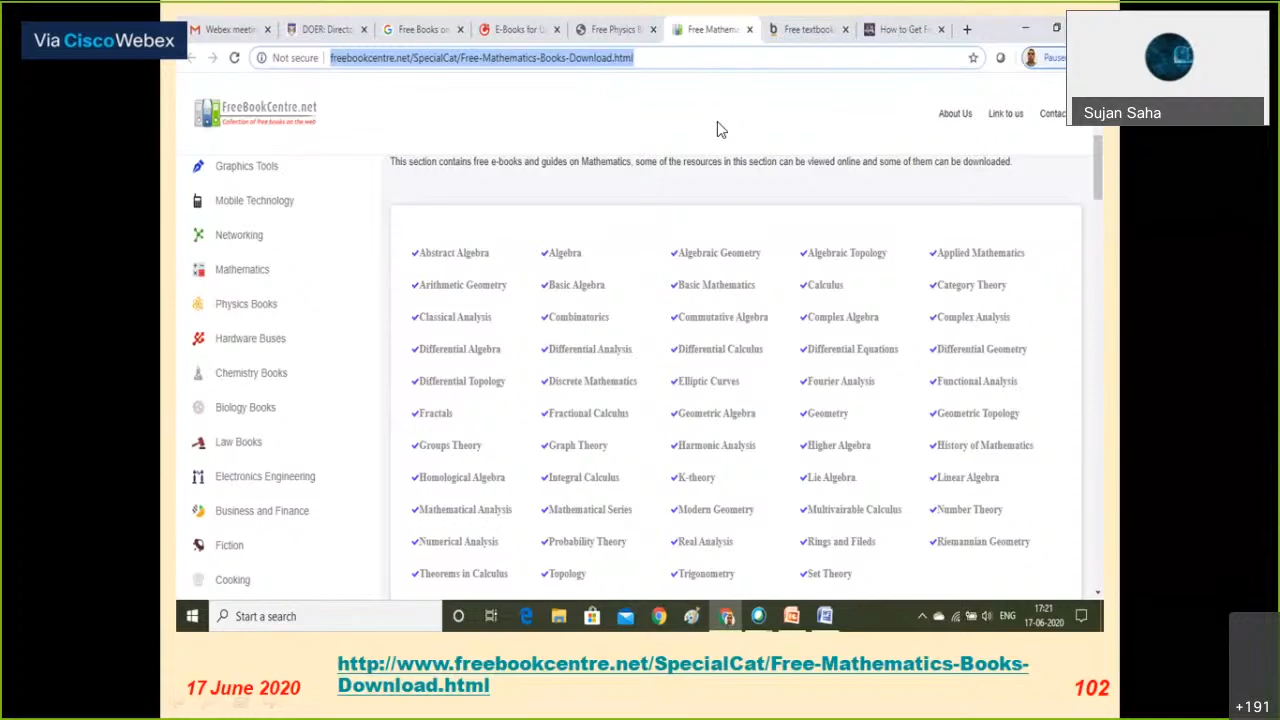 Via CiscoWebex
Webex meeti
DOER: Directo
Free Books on
E-Books for U
Free Physics B
Free Mathema
Free textbook
How to Get F
Not secure
freebookcentre.net/SpecialCat/Free-Mathematics-Books-Download.html
Pause
Sujan Saha
FreeBookCentre.net
Collection of free books on the web
About Us Link to us Contac
This section contains free e-books and guides on Mathematics, some of the resources in this section can be viewed online and some of them can be downloaded.
Graphics Tools
Mobile Technology
Networking
Mathematics
Physics Books
Hardware Buses
Chemistry Books
Biology Books
Law Books
Electronics Engineering
Business and Finance
Fiction
Cooking
Abstract Algebra Algebra Algebraic Geometry Algebraic Topology Applied Mathematics
Arithmetic Geometry Basic Algebra Basic Mathematics Calculus Category Theory
Classical Analysis Combinatorics Commutative Algebra Complex Algebra Complex Analysis
Differential Algebra Differential Analysis Differential Calculus Differential Equations Differential Geometry
Differential Topology Discrete Mathematics Elliptic Curves Fourier Analysis Functional Analysis
Fractals Fractional Calculus Geometric Algebra Geometry Geometric Topology
Groups Theory Graph Theory Harmonic Analysis Higher Algebra History of Mathematics
Homological Algebra Integral Calculus K-theory Lie Algebra Linear Algebra
Mathematical Analysis Mathematical Series Modern Geometry Multivairable Calculus Number Theory
Numerical Analysis Probability Theory Real Analysis Rings and Fileds Riemannian Geometry
Theorems in Calculus Topology Trigonometry Set Theory
Start a search
ENG
17:21
17-06-2020
17 June 2020
http://www.freebookcentre.net/SpecialCat/Free-Mathematics-Books-
Download.html
102
+191